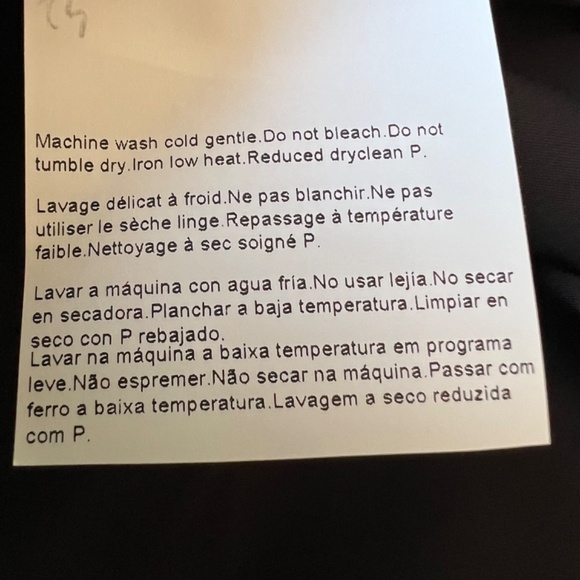 Machine wash cold gentle.Do not bleach.Do not
tumble dry.Iron low heat.Reduced dryclean P.
Lavage délicat à froid.Ne pas blanchir.Ne pas
utiliser le sèche linge.Repassage à température
faible.Nettoyage à sec soigné P.
Lavar a máquina con agua fría.No usar lejía.No secar
en secadora.Planchar a baja temperatura.Limpiar en
seco con P rebajado.
Lavar na máquina a baixa temperatura em programa
leve.Não espremer.Não secar na máquina.Passar com
ferro a baixa temperatura.Lavagem a seco reduzida
com P.